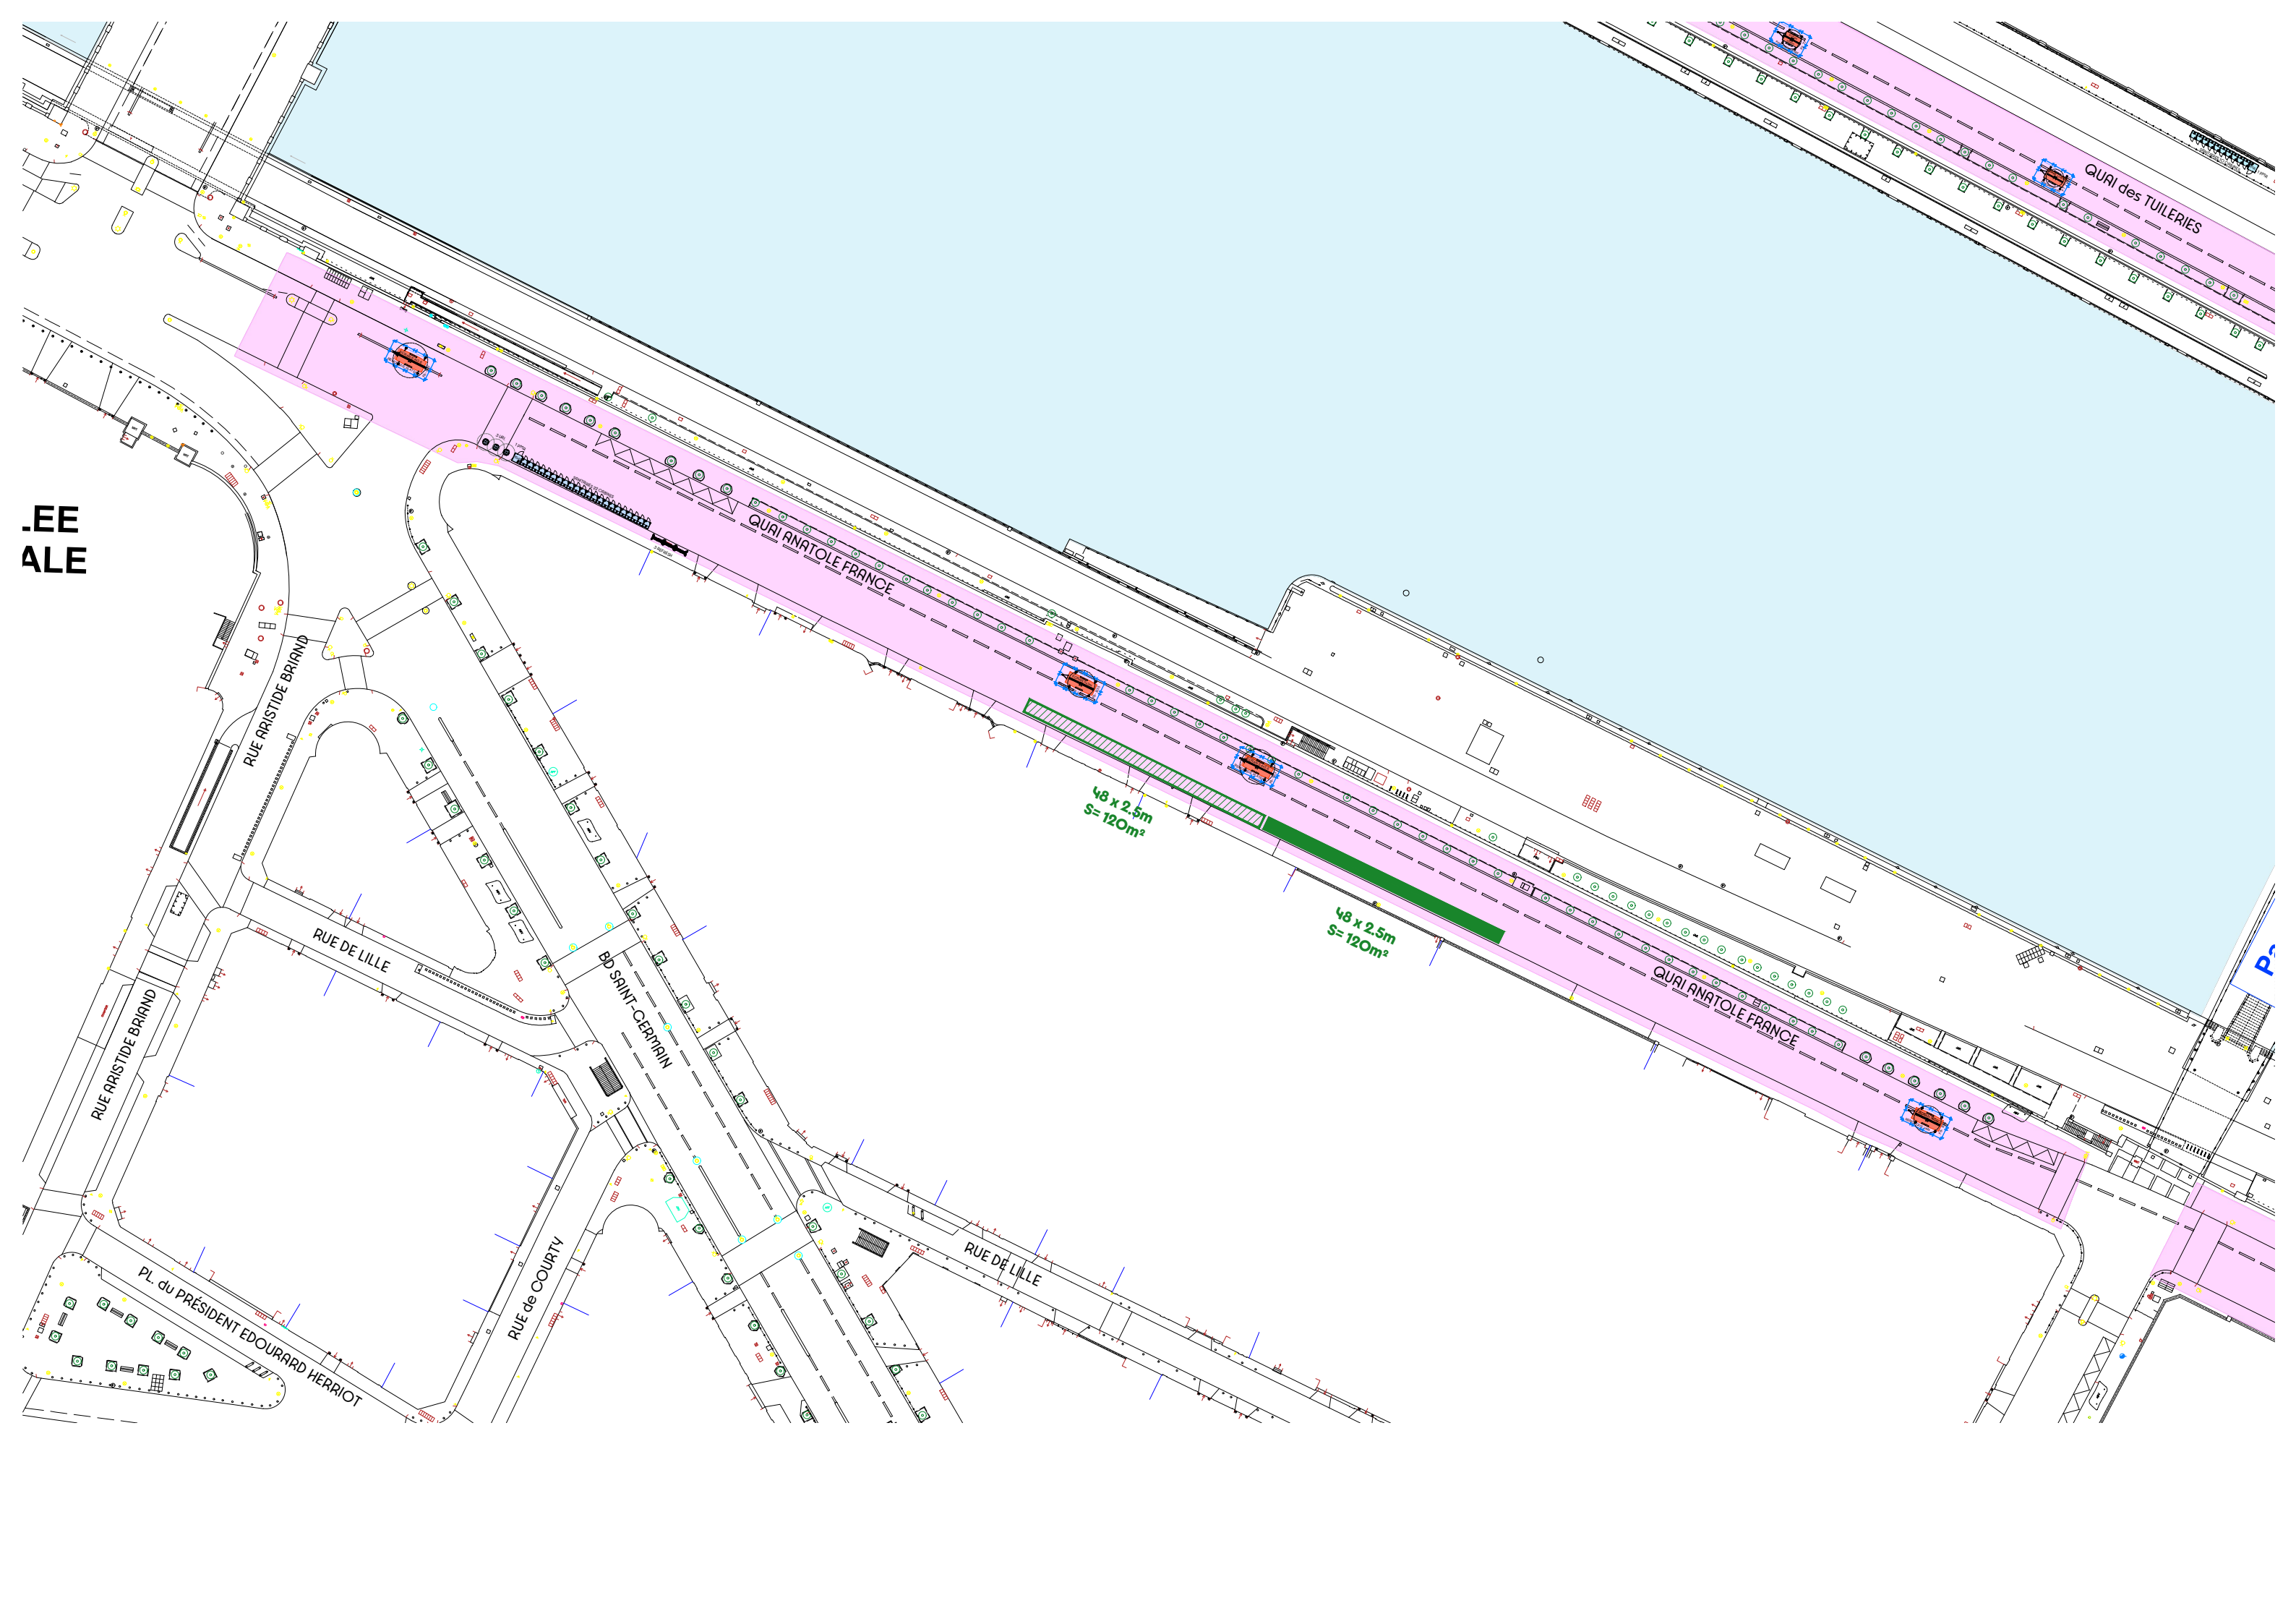 QUAI des TUILERIES
LEE
ALE
QUAI ANATOLE FRANCE
RUE ARISTIDE BRIAND
48 x 2.5m
S= 120m²
48 x 2.5m
S= 120m²
RUE DE LILLE
BD SAINT-GERMAIN
QUAI ANATOLE FRANCE
RUE ARISTIDE BRIAND
RUE DE LILLE
RUE de COURTY
PL. du PRÉSIDENT EDOURARD HERRIOT